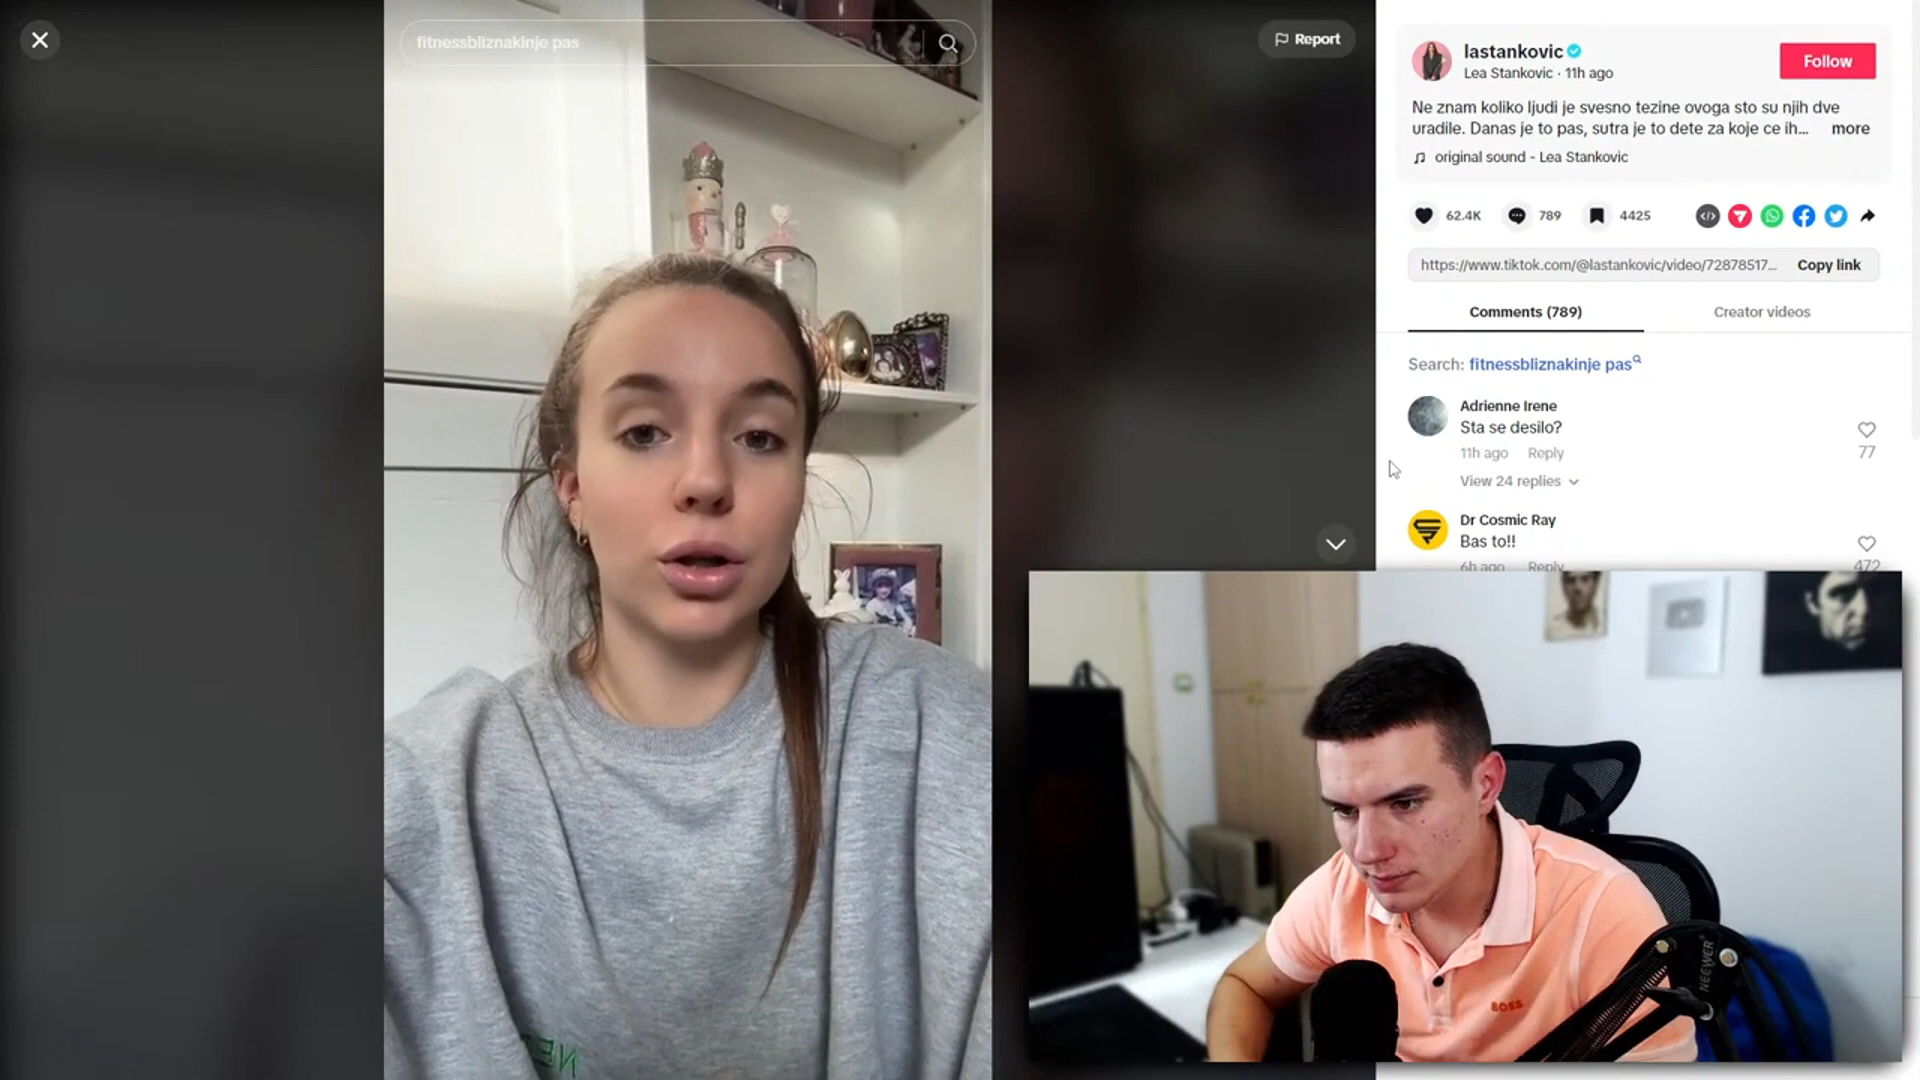 fitnessbliznakinje pas
Report
lastankovic
Lea Stankovic · 11h ago
Follow
Ne znam koliko ljudi je svesno tezine ovoga sto su njih dve
uradile. Danas je to pas, sutra je to dete za koje ce ih... more
original sound - Lea Stankovic
62.4K
789
4425
https://www.tiktok.com/@lastankovic/video/72878517...
Copy link
Comments (789)
Creator videos
Search: fitnessbliznakinje pas
Adrienne Irene
Sta se desilo?
11h ago Reply
77
View 24 replies
Dr Cosmic Ray
Bas to!!
6h ago Reply
472
BOSS
NEEWER